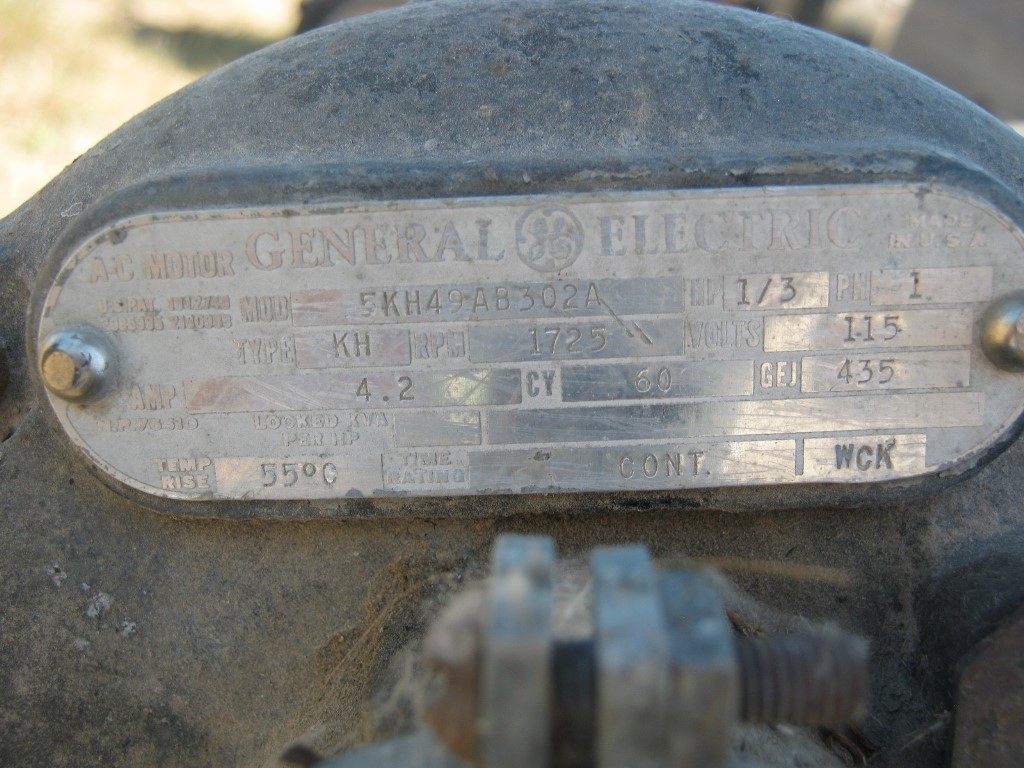 A-C MOTOR GENERAL GE ELECTRIC MADE IN U.S.A.
MOD 5KH49AB302A HP 1/3 PH 1
TYPE KH RPM 1725 VOLTS 115
AMP 4.2 CY 60 GEJ 435
LOCKED KVA PER HP
TEMP RISE 55°C TIME RATING CONT. WCK